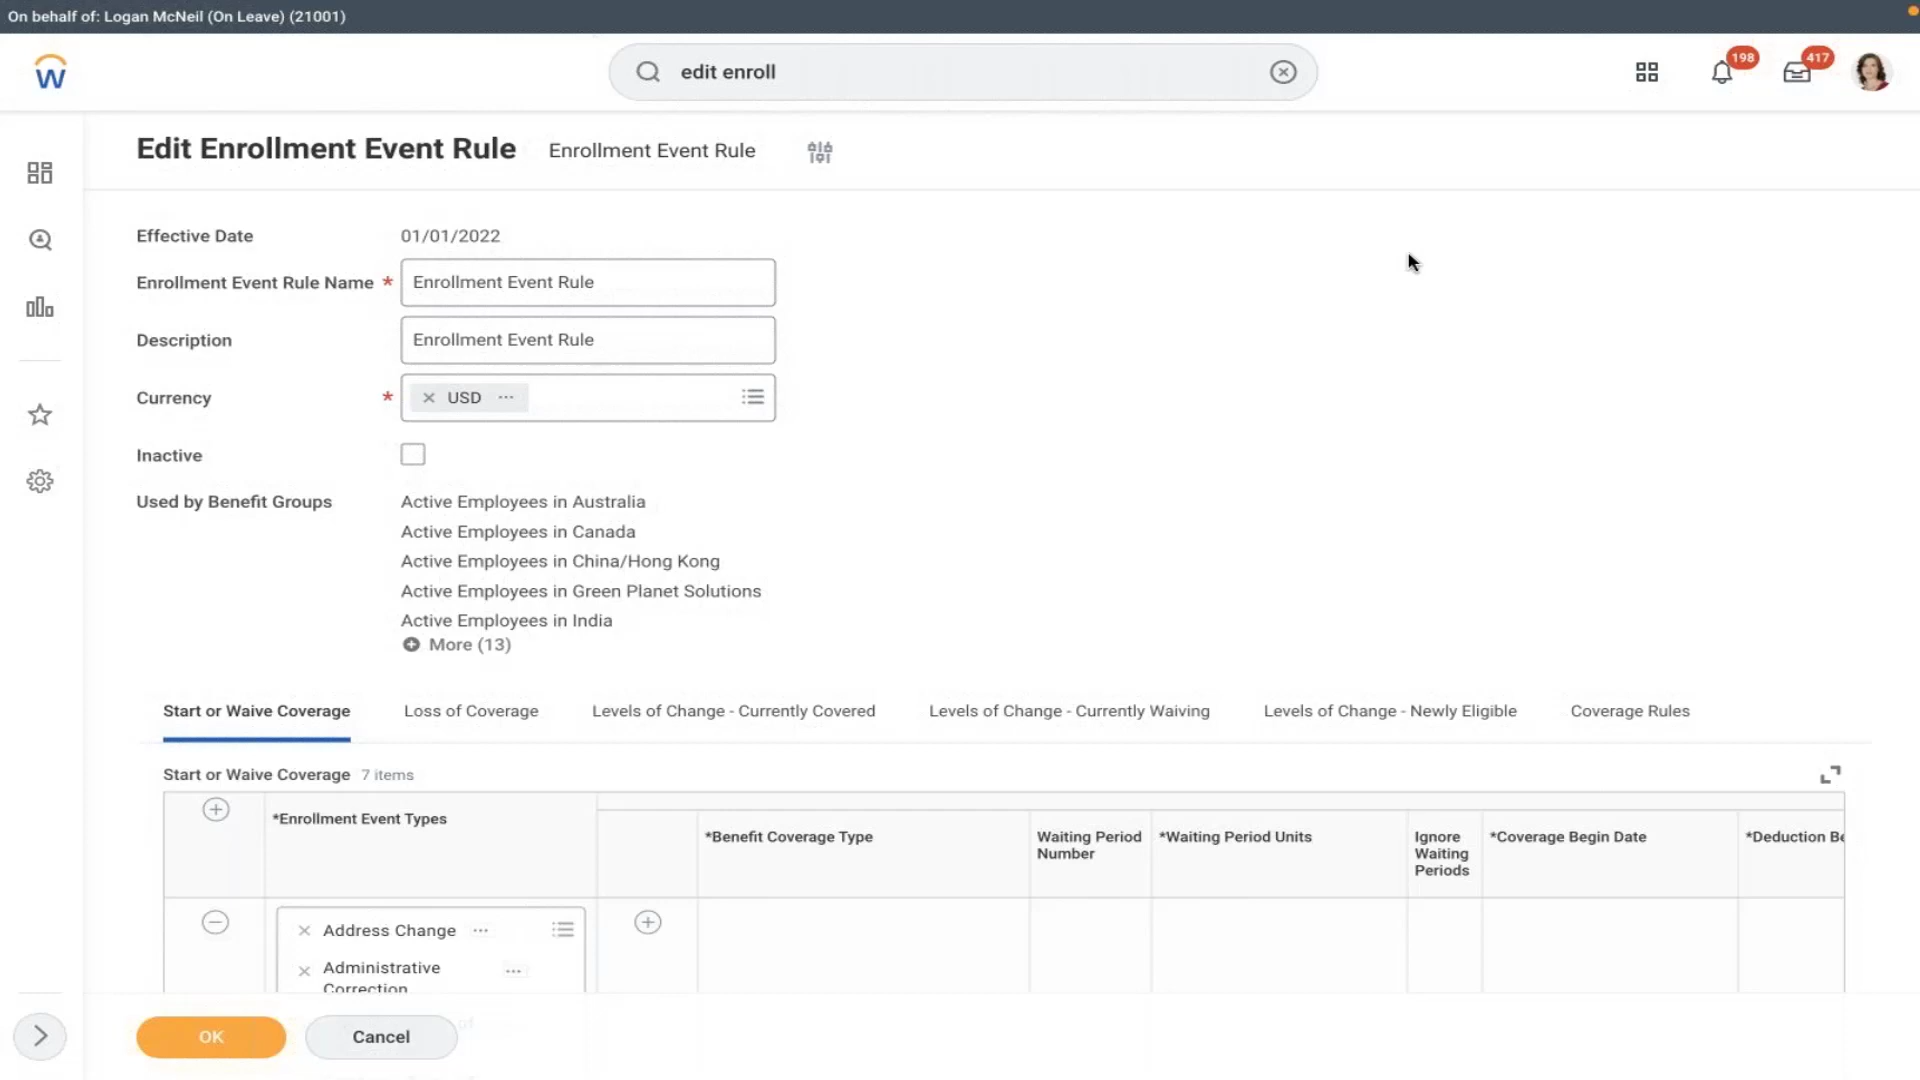 On behalf of: Logan McNeil (On Leave) (21001)
W
edit enroll
198
417
Edit Enrollment Event Rule Enrollment Event Rule
Effective Date 01/01/2022
Enrollment Event Rule Name * Enrollment Event Rule
Description Enrollment Event Rule
Currency * USD
Inactive
Used by Benefit Groups Active Employees in Australia
Active Employees in Canada
Active Employees in China/Hong Kong
Active Employees in Green Planet Solutions
Active Employees in India
More (13)
Start or Waive Coverage Loss of Coverage Levels of Change - Currently Covered Levels of Change - Currently Waiving Levels of Change - Newly Eligible Coverage Rules
Start or Waive Coverage 7 items
*Enrollment Event Types
*Benefit Coverage Type
Waiting Period
Number
*Waiting Period Units
Ignore
Waiting
Periods
*Coverage Begin Date
*Deduction Be
Address Change
Administrative
Correction
of
OK Cancel